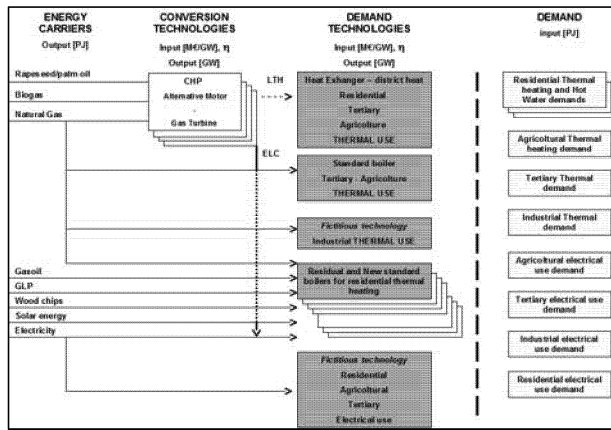 ENERGY
CARRIERS
Output [PJ]
CONVERSION
TECHNOLOGIES
Input [M€/GW), η
Output [GW]
DEMAND
TECHNOLOGIES
Input [M€/GW), η
Output [GW]
DEMAND
input [PJ]
Rapeseed/palm oil
Biogas
Natural Gas
CHP
Alternative Motor
-
Gas Turbine
LTH
ELC
Heat Exhanger – district heat
Residential
Tertiary
Agriculture
THERMAL USE
Standard boiler
Tertiary - Agriculture
THERMAL USE
Fictitious technology
Industrial THERMAL USE
Gasoil
GLP
Wood chips
Solar energy
Electricity
Residual and New standard
boilers for residential thermal
heating
Fictitious technology
Residential
Agricultural
Tertiary
Electrical use
Residential Thermal
heating and Hot
Water demands
Agricoltural Thermal
heating demand
Tertiary Thermal
demand
Industrial Thermal
demand
Agricultural electrical
use demand
Tertiary electrical use
demand
Industrial electrical
use demand
Residential electrical
use demand